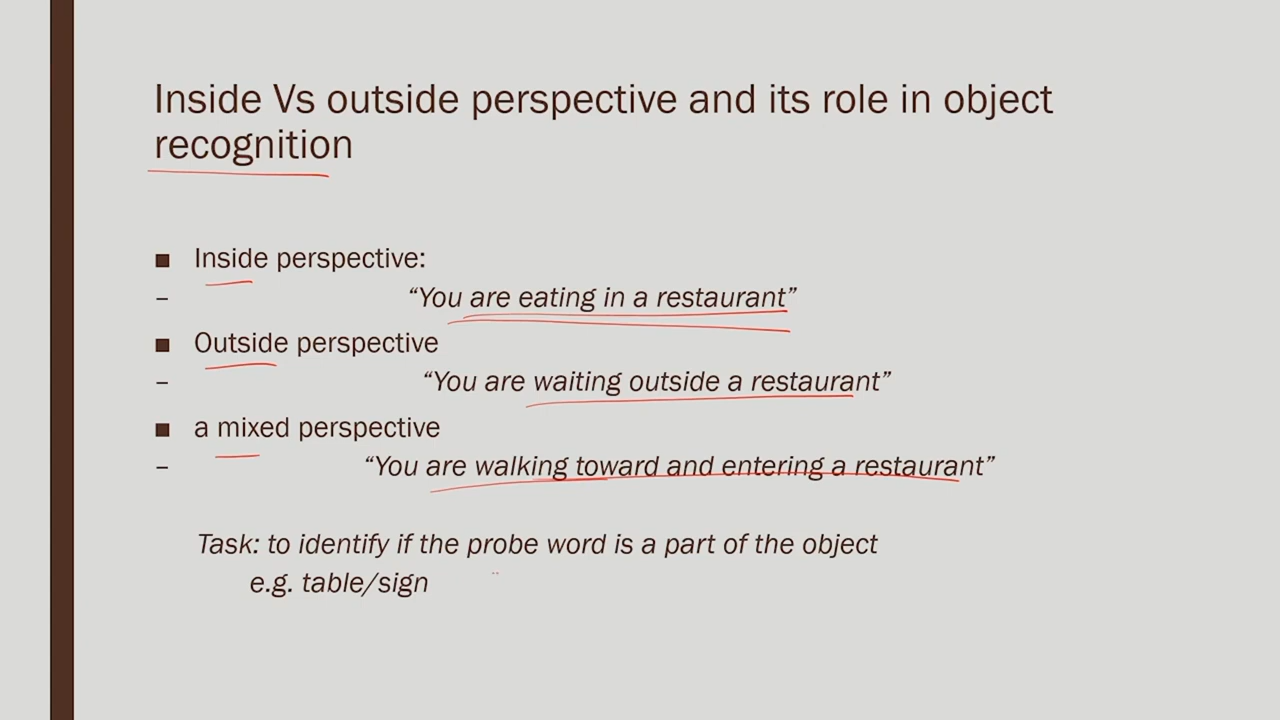 Inside Vs outside perspective and its role in object
recognition
■ Inside perspective:
– “You are eating in a restaurant”
■ Outside perspective
– “You are waiting outside a restaurant”
■ a mixed perspective
– “You are walking toward and entering a restaurant”
Task: to identify if the probe word is a part of the object
e.g. table/sign